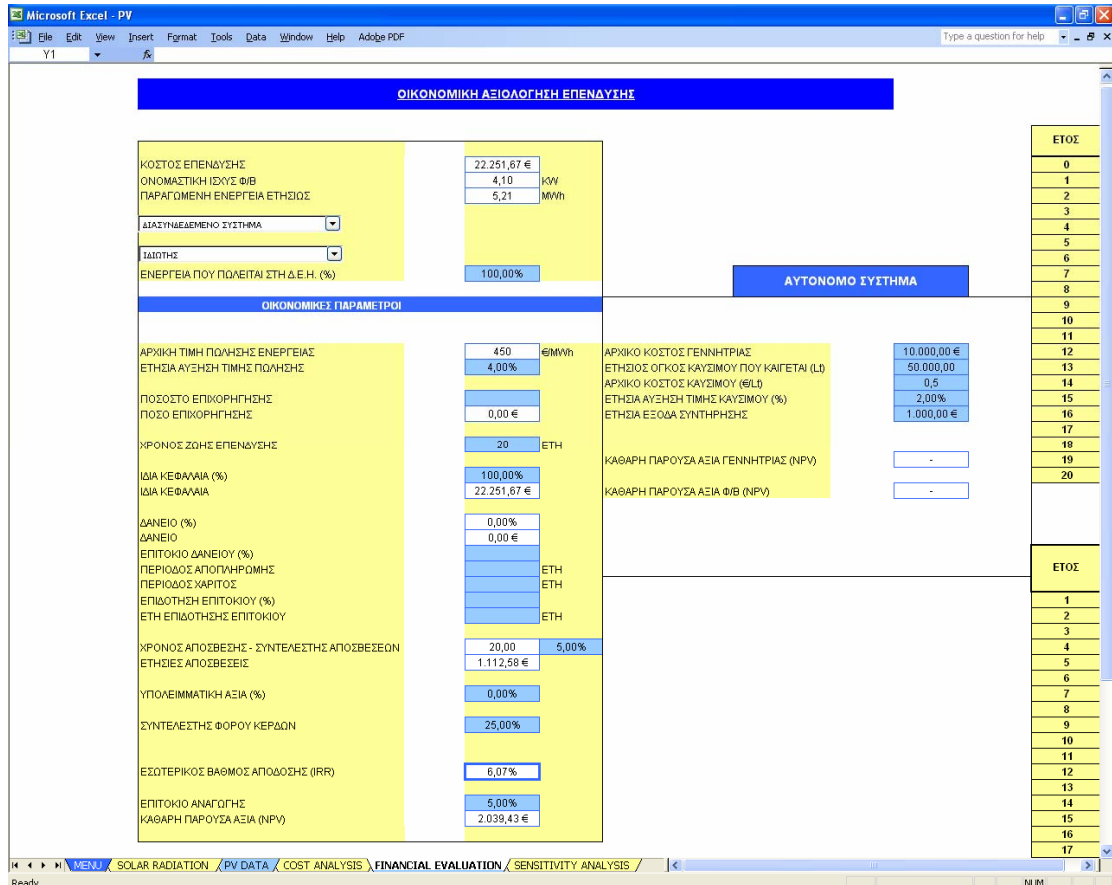 Microsoft Excel - PV
File Edit View Insert Format Tools Data Window Help Adobe PDF
Type a question for help
Y1 fx
ΟΙΚΟΝΟΜΙΚΗ ΑΞΙΟΛΟΓΗΣΗ ΕΠΕΝΔΥΣΗΣ
ΚΟΣΤΟΣ ΕΠΕΝΔΥΣΗΣ 22.251,67 €
ΟΝΟΜΑΣΤΙΚΗ ΙΣΧΥΣ Φ/Β 4,10 KW
ΠΑΡΑΓΩΜΕΝΗ ΕΝΕΡΓΕΙΑ ΕΤΗΣΙΩΣ 5,21 MWh
ΔΙΑΣΥΝΔΕΔΕΜΕΝΟ ΣΥΣΤΗΜΑ
ΙΔΙΩΤΗΣ
ΕΝΕΡΓΕΙΑ ΠΟΥ ΠΩΛΕΙΤΑΙ ΣΤΗ Δ.Ε.Η. (%) 100,00%
ΟΙΚΟΝΟΜΙΚΕΣ ΠΑΡΑΜΕΤΡΟΙ
ΑΡΧΙΚΗ ΤΙΜΗ ΠΩΛΗΣΗΣ ΕΝΕΡΓΕΙΑΣ 450 €/MWh
ΕΤΗΣΙΑ ΑΥΞΗΣΗ ΤΙΜΗΣ ΠΩΛΗΣΗΣ 4,00%
ΠΟΣΟΣΤΟ ΕΠΙΧΟΡΗΓΗΣΗΣ
ΠΟΣΟ ΕΠΙΧΟΡΗΓΗΣΗΣ 0,00 €
ΧΡΟΝΟΣ ΖΩΗΣ ΕΠΕΝΔΥΣΗΣ 20 ΕΤΗ
ΙΔΙΑ ΚΕΦΑΛΑΙΑ (%) 100,00%
ΙΔΙΑ ΚΕΦΑΛΑΙΑ 22.251,67 €
ΔΑΝΕΙΟ (%) 0,00%
ΔΑΝΕΙΟ 0,00 €
ΕΠΙΤΟΚΙΟ ΔΑΝΕΙΟΥ (%)
ΠΕΡΙΟΔΟΣ ΑΠΟΠΛΗΡΩΜΗΣ ΕΤΗ
ΠΕΡΙΟΔΟΣ ΧΑΡΙΤΟΣ ΕΤΗ
ΕΠΙΔΟΤΗΣΗ ΕΠΙΤΟΚΙΟΥ (%)
ΕΤΗ ΕΠΙΔΟΤΗΣΗΣ ΕΠΙΤΟΚΙΟΥ ΕΤΗ
ΧΡΟΝΟΣ ΑΠΟΣΒΕΣΗΣ - ΣΥΝΤΕΛΕΣΤΗΣ ΑΠΟΣΒΕΣΕΩΝ 20,00 5,00%
ΕΤΗΣΙΕΣ ΑΠΟΣΒΕΣΕΙΣ 1.112,58 €
ΥΠΟΛΕΙΜΜΑΤΙΚΗ ΑΞΙΑ (%) 0,00%
ΣΥΝΤΕΛΕΣΤΗΣ ΦΟΡΟΥ ΚΕΡΔΩΝ 25,00%
ΕΣΩΤΕΡΙΚΟΣ ΒΑΘΜΟΣ ΑΠΟΔΟΣΗΣ (IRR) 6,07%
ΕΠΙΤΟΚΙΟ ΑΝΑΓΩΓΗΣ 5,00%
ΚΑΘΑΡΗ ΠΑΡΟΥΣΑ ΑΞΙΑ (NPV) 2.039,43 €
ΑΥΤΟΝΟΜΟ ΣΥΣΤΗΜΑ
ΑΡΧΙΚΟ ΚΟΣΤΟΣ ΓΕΝΝΗΤΡΙΑΣ 10.000,00 €
ΕΤΗΣΙΟΣ ΟΓΚΟΣ ΚΑΥΣΙΜΟΥ ΠΟΥ ΚΑΙΓΕΤΑΙ (Lt) 50.000,00
ΑΡΧΙΚΟ ΚΟΣΤΟΣ ΚΑΥΣΙΜΟΥ (€/Lt) 0,5
ΕΤΗΣΙΑ ΑΥΞΗΣΗ ΤΙΜΗΣ ΚΑΥΣΙΜΟΥ (%) 2,00%
ΕΤΗΣΙΑ ΕΞΟΔΑ ΣΥΝΤΗΡΗΣΗΣ 1.000,00 €
ΚΑΘΑΡΗ ΠΑΡΟΥΣΑ ΑΞΙΑ ΓΕΝΝΗΤΡΙΑΣ (NPV) -
ΚΑΘΑΡΗ ΠΑΡΟΥΣΑ ΑΞΙΑ Φ/Β (NPV) -
ΕΤΟΣ
0
1
2
3
4
5
6
7
8
9
10
11
12
13
14
15
16
17
18
19
20
ΕΤΟΣ
1
2
3
4
5
6
7
8
9
10
11
12
13
14
15
16
17
MENU SOLAR RADIATION PV DATA COST ANALYSIS FINANCIAL EVALUATION SENSITIVITY ANALYSIS
Ready NUM